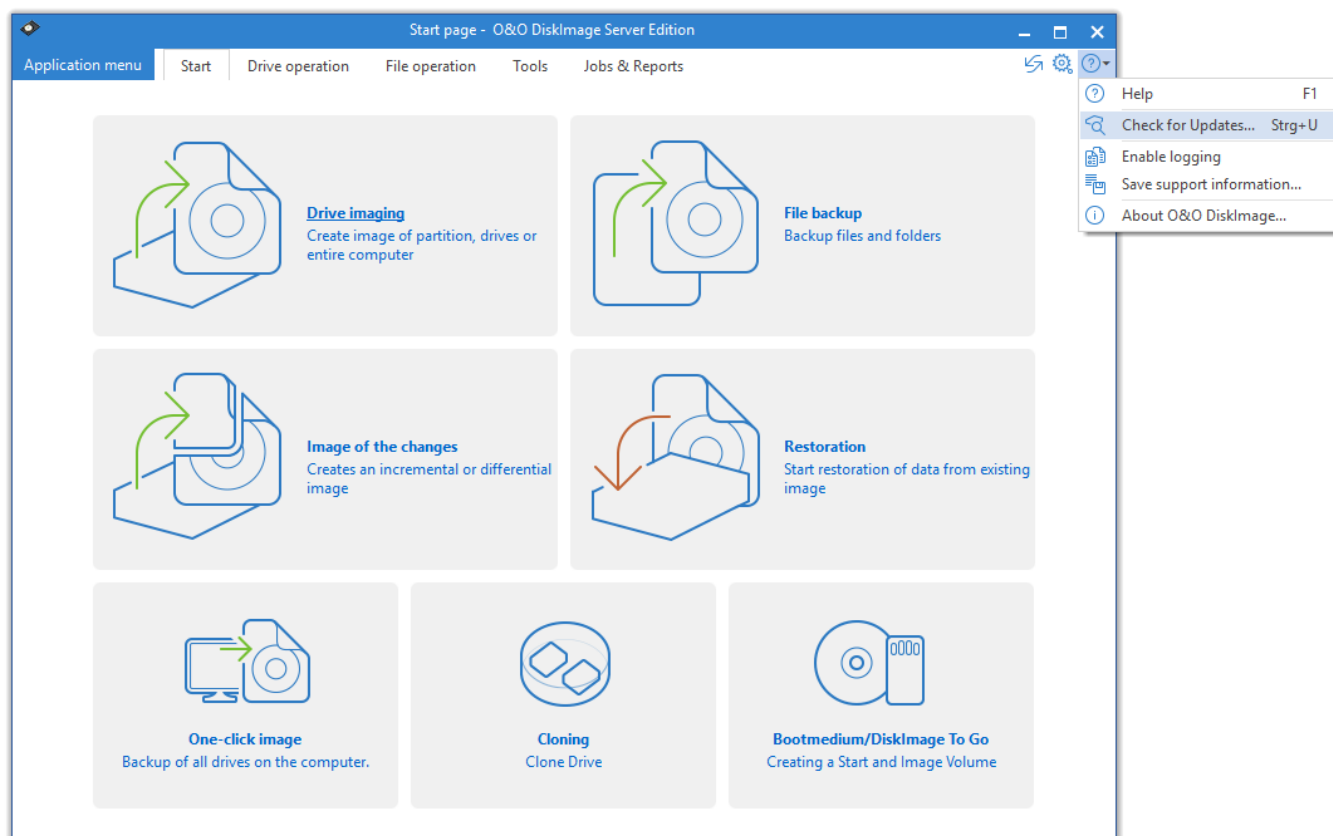 Start page - O&O DiskImage Server Edition
Application menu
Start
Drive operation
File operation
Tools
Jobs & Reports
Help F1
Check for Updates... Strg+U
Enable logging
Save support information...
About O&O DiskImage...
Drive imaging
Create image of partition, drives or
entire computer
File backup
Backup files and folders
Image of the changes
Creates an incremental or differential
image
Restoration
Start restoration of data from existing
image
One-click image
Backup of all drives on the computer.
Cloning
Clone Drive
Bootmedium/DiskImage To Go
Creating a Start and Image Volume